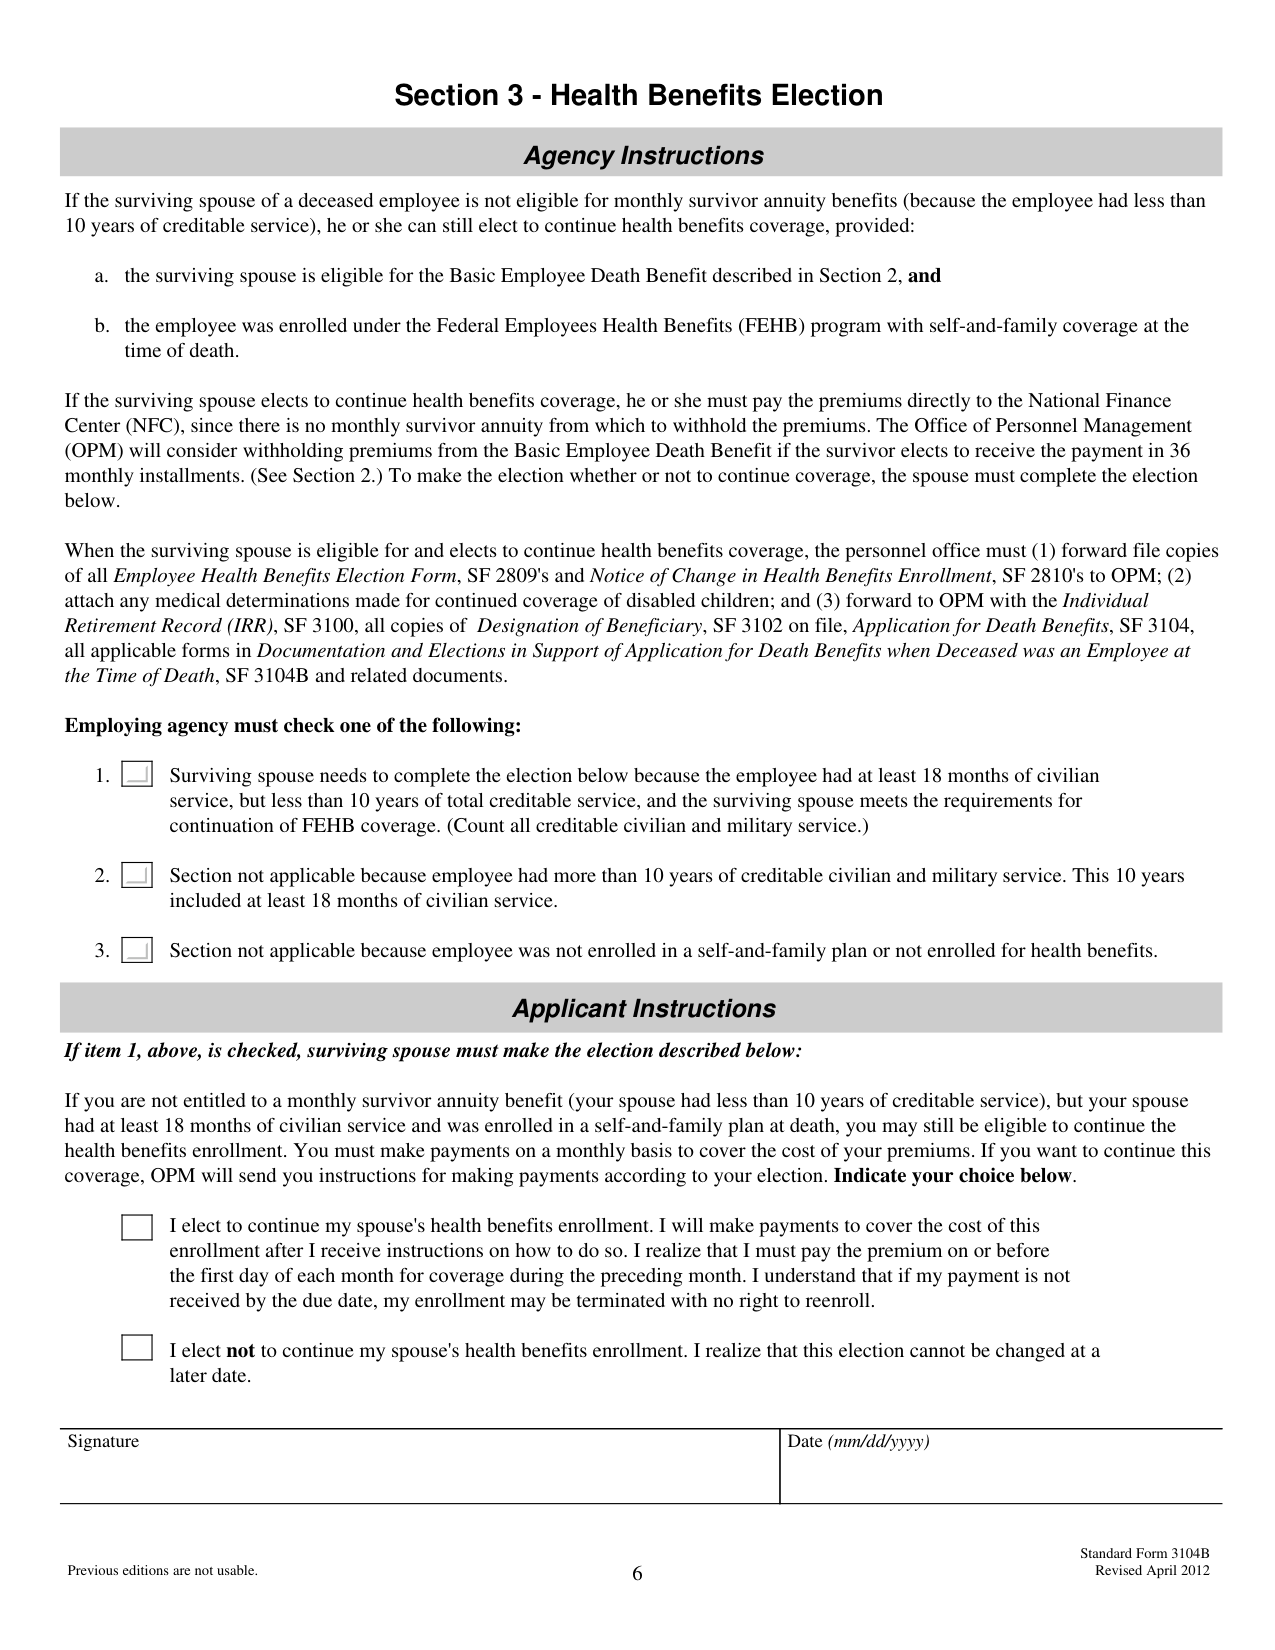 Section 3 - Health Benefits Election
Agency Instructions
If the surviving spouse of a deceased employee is not eligible for monthly survivor annuity benefits (because the employee had less than
10 years of creditable service), he or she can still elect to continue health benefits coverage, provided:
a. the surviving spouse is eligible for the Basic Employee Death Benefit described in Section 2, and
b. the employee was enrolled under the Federal Employees Health Benefits (FEHB) program with self-and-family coverage at the
time of death.
If the surviving spouse elects to continue health benefits coverage, he or she must pay the premiums directly to the National Finance
Center (NFC), since there is no monthly survivor annuity from which to withhold the premiums. The Office of Personnel Management
(OPM) will consider withholding premiums from the Basic Employee Death Benefit if the survivor elects to receive the payment in 36
monthly installments. (See Section 2.) To make the election whether or not to continue coverage, the spouse must complete the election
below.
When the surviving spouse is eligible for and elects to continue health benefits coverage, the personnel office must (1) forward file copies
of all Employee Health Benefits Election Form, SF 2809's and Notice of Change in Health Benefits Enrollment, SF 2810's to OPM; (2)
attach any medical determinations made for continued coverage of disabled children; and (3) forward to OPM with the Individual
Retirement Record (IRR), SF 3100, all copies of Designation of Beneficiary, SF 3102 on file, Application for Death Benefits, SF 3104,
all applicable forms in Documentation and Elections in Support of Application for Death Benefits when Deceased was an Employee at
the Time of Death, SF 3104B and related documents.
Employing agency must check one of the following:
1. Surviving spouse needs to complete the election below because the employee had at least 18 months of civilian
service, but less than 10 years of total creditable service, and the surviving spouse meets the requirements for
continuation of FEHB coverage. (Count all creditable civilian and military service.)
2. Section not applicable because employee had more than 10 years of creditable civilian and military service. This 10 years
included at least 18 months of civilian service.
3. Section not applicable because employee was not enrolled in a self-and-family plan or not enrolled for health benefits.
Applicant Instructions
If item 1, above, is checked, surviving spouse must make the election described below:
If you are not entitled to a monthly survivor annuity benefit (your spouse had less than 10 years of creditable service), but your spouse
had at least 18 months of civilian service and was enrolled in a self-and-family plan at death, you may still be eligible to continue the
health benefits enrollment. You must make payments on a monthly basis to cover the cost of your premiums. If you want to continue this
coverage, OPM will send you instructions for making payments according to your election. Indicate your choice below.
I elect to continue my spouse's health benefits enrollment. I will make payments to cover the cost of this
enrollment after I receive instructions on how to do so. I realize that I must pay the premium on or before
the first day of each month for coverage during the preceding month. I understand that if my payment is not
received by the due date, my enrollment may be terminated with no right to reenroll.
I elect not to continue my spouse's health benefits enrollment. I realize that this election cannot be changed at a
later date.
Signature
Date (mm/dd/yyyy)
Previous editions are not usable.
6
Standard Form 3104B
Revised April 2012